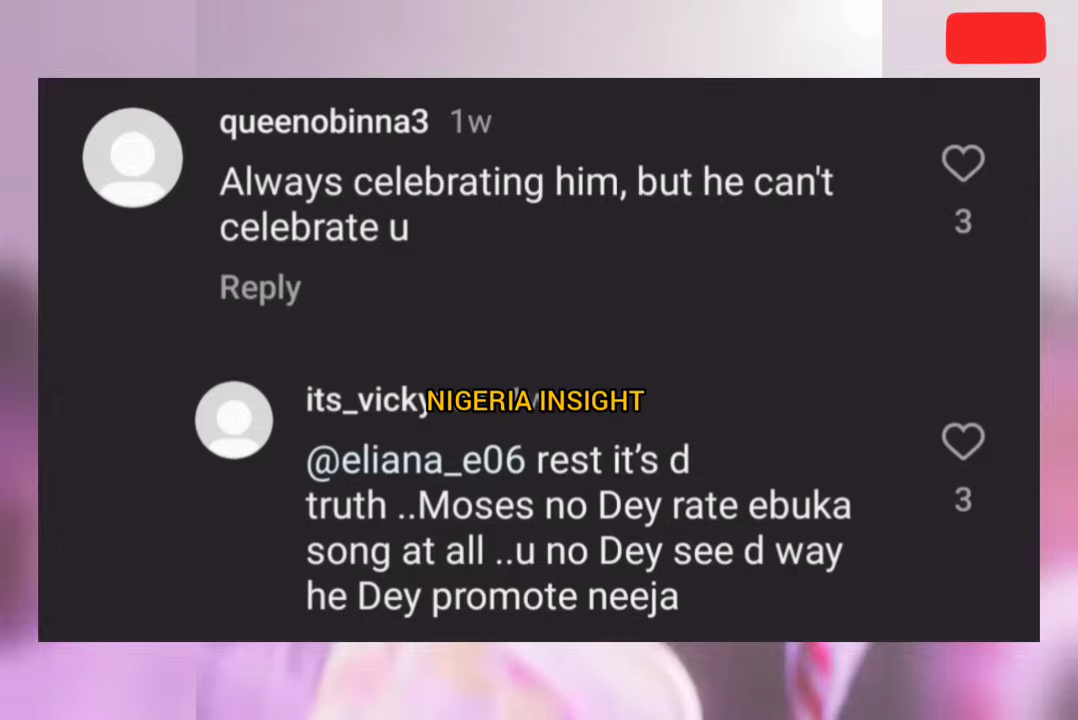 queenobinna3 1w
Always celebrating him, but he can't
celebrate u
3
Reply
its_vicky
NIGERIA INSIGHT
@eliana_e06 rest it's d
truth ..Moses no Dey rate ebuka
song at all ..u no Dey see d way
he Dey promote neeja
3